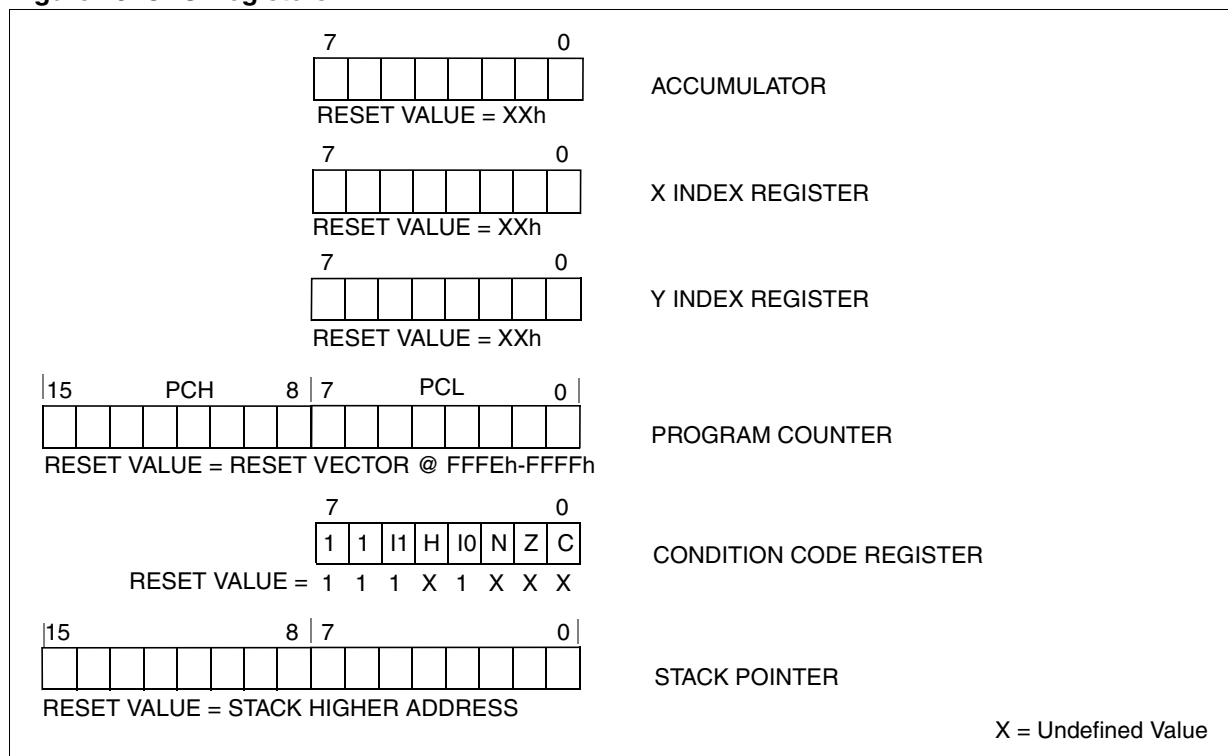 7 0
ACCUMULATOR
RESET VALUE = XXh
7 0
X INDEX REGISTER
RESET VALUE = XXh
7 0
Y INDEX REGISTER
RESET VALUE = XXh
15 PCH 8 7 PCL 0
PROGRAM COUNTER
RESET VALUE = RESET VECTOR @ FFFEh-FFFFh
7 0
1 1 I1 H I0 N Z C
CONDITION CODE REGISTER
RESET VALUE = 1 1 1 X 1 X X X
15 8 7 0
STACK POINTER
RESET VALUE = STACK HIGHER ADDRESS
X = Undefined Value